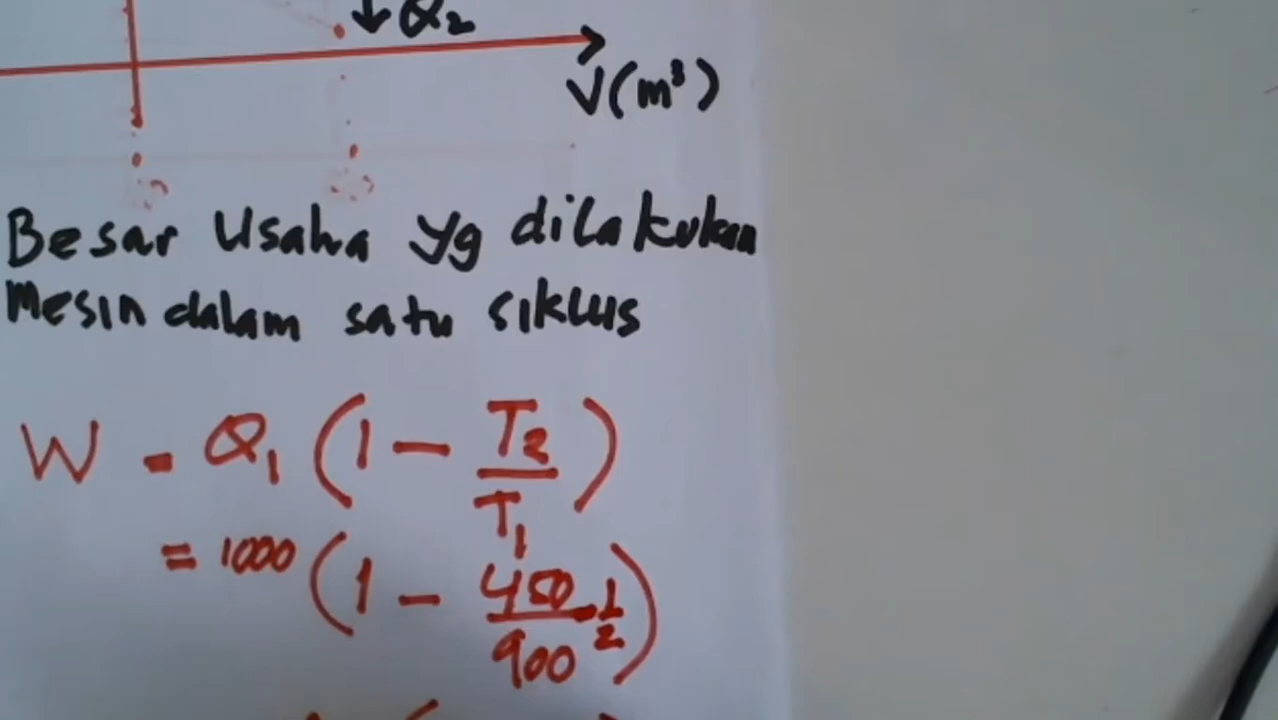 ↓Q₂
V(m³)
Besar Usaha yg dilakukan
Mesin dalam satu siklus
W = Q₁ (1 - T₂/T₁)
= 1000 (1 - 450/900 = 1/2)